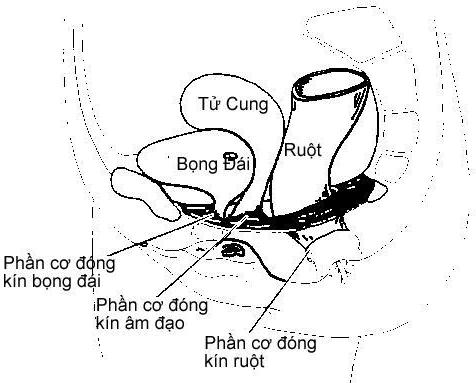 Tử Cung
Bọng Đái
Ruột
Phần cơ đóng
kín bọng đái
Phần cơ đóng
kín âm đạo
Phần cơ đóng
kín ruột